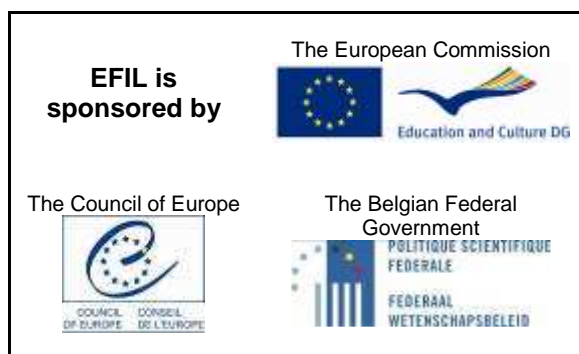 EFIL is
sponsored by
The European Commission
Education and Culture DG
The Council of Europe
COUNCIL CONSEIL
OF EUROPE DE L'EUROPE
The Belgian Federal
Government
POLITIQUE SCIENTIFIQUE
FEDERALE
FEDERAAL
WETENSCHAPSBELEID